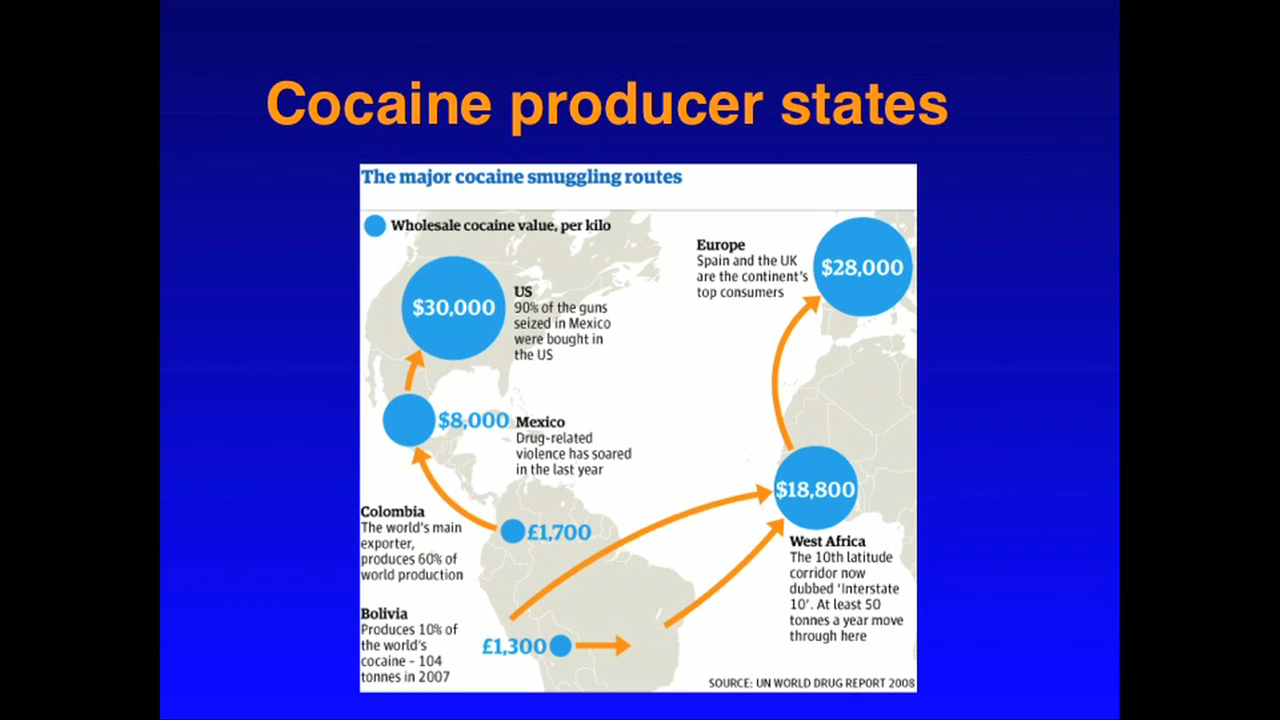 Cocaine producer states
The major cocaine smuggling routes
Wholesale cocaine value, per kilo
$30,000
US
90% of the guns
seized in Mexico
were bought in
the US
Europe
Spain and the UK
are the continent's
top consumers
$28,000
$8,000
Mexico
Drug-related
violence has soared
in the last year
Colombia
The world's main
exporter,
produces 60% of
world production
£1,700
$18,800
West Africa
The 10th latitude
corridor now
dubbed 'Interstate
10'. At least 50
tonnes a year move
through here
Bolivia
Produces 10% of
the world's
cocaine - 104
tonnes in 2007
£1,300
SOURCE: UN WORLD DRUG REPORT 2008